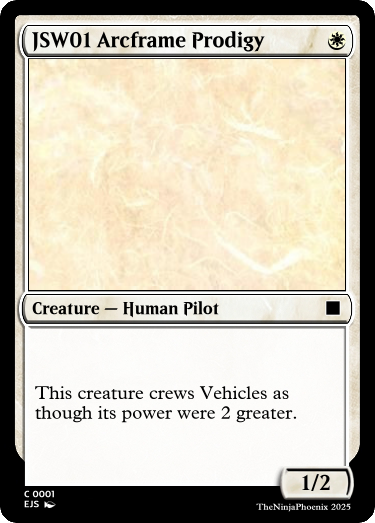 JSW01 Arcframe Prodigy
Creature — Human Pilot
This creature crews Vehicles as
though its power were 2 greater.
1/2
C 0001
EJS
TheNinjaPhoenix 2025